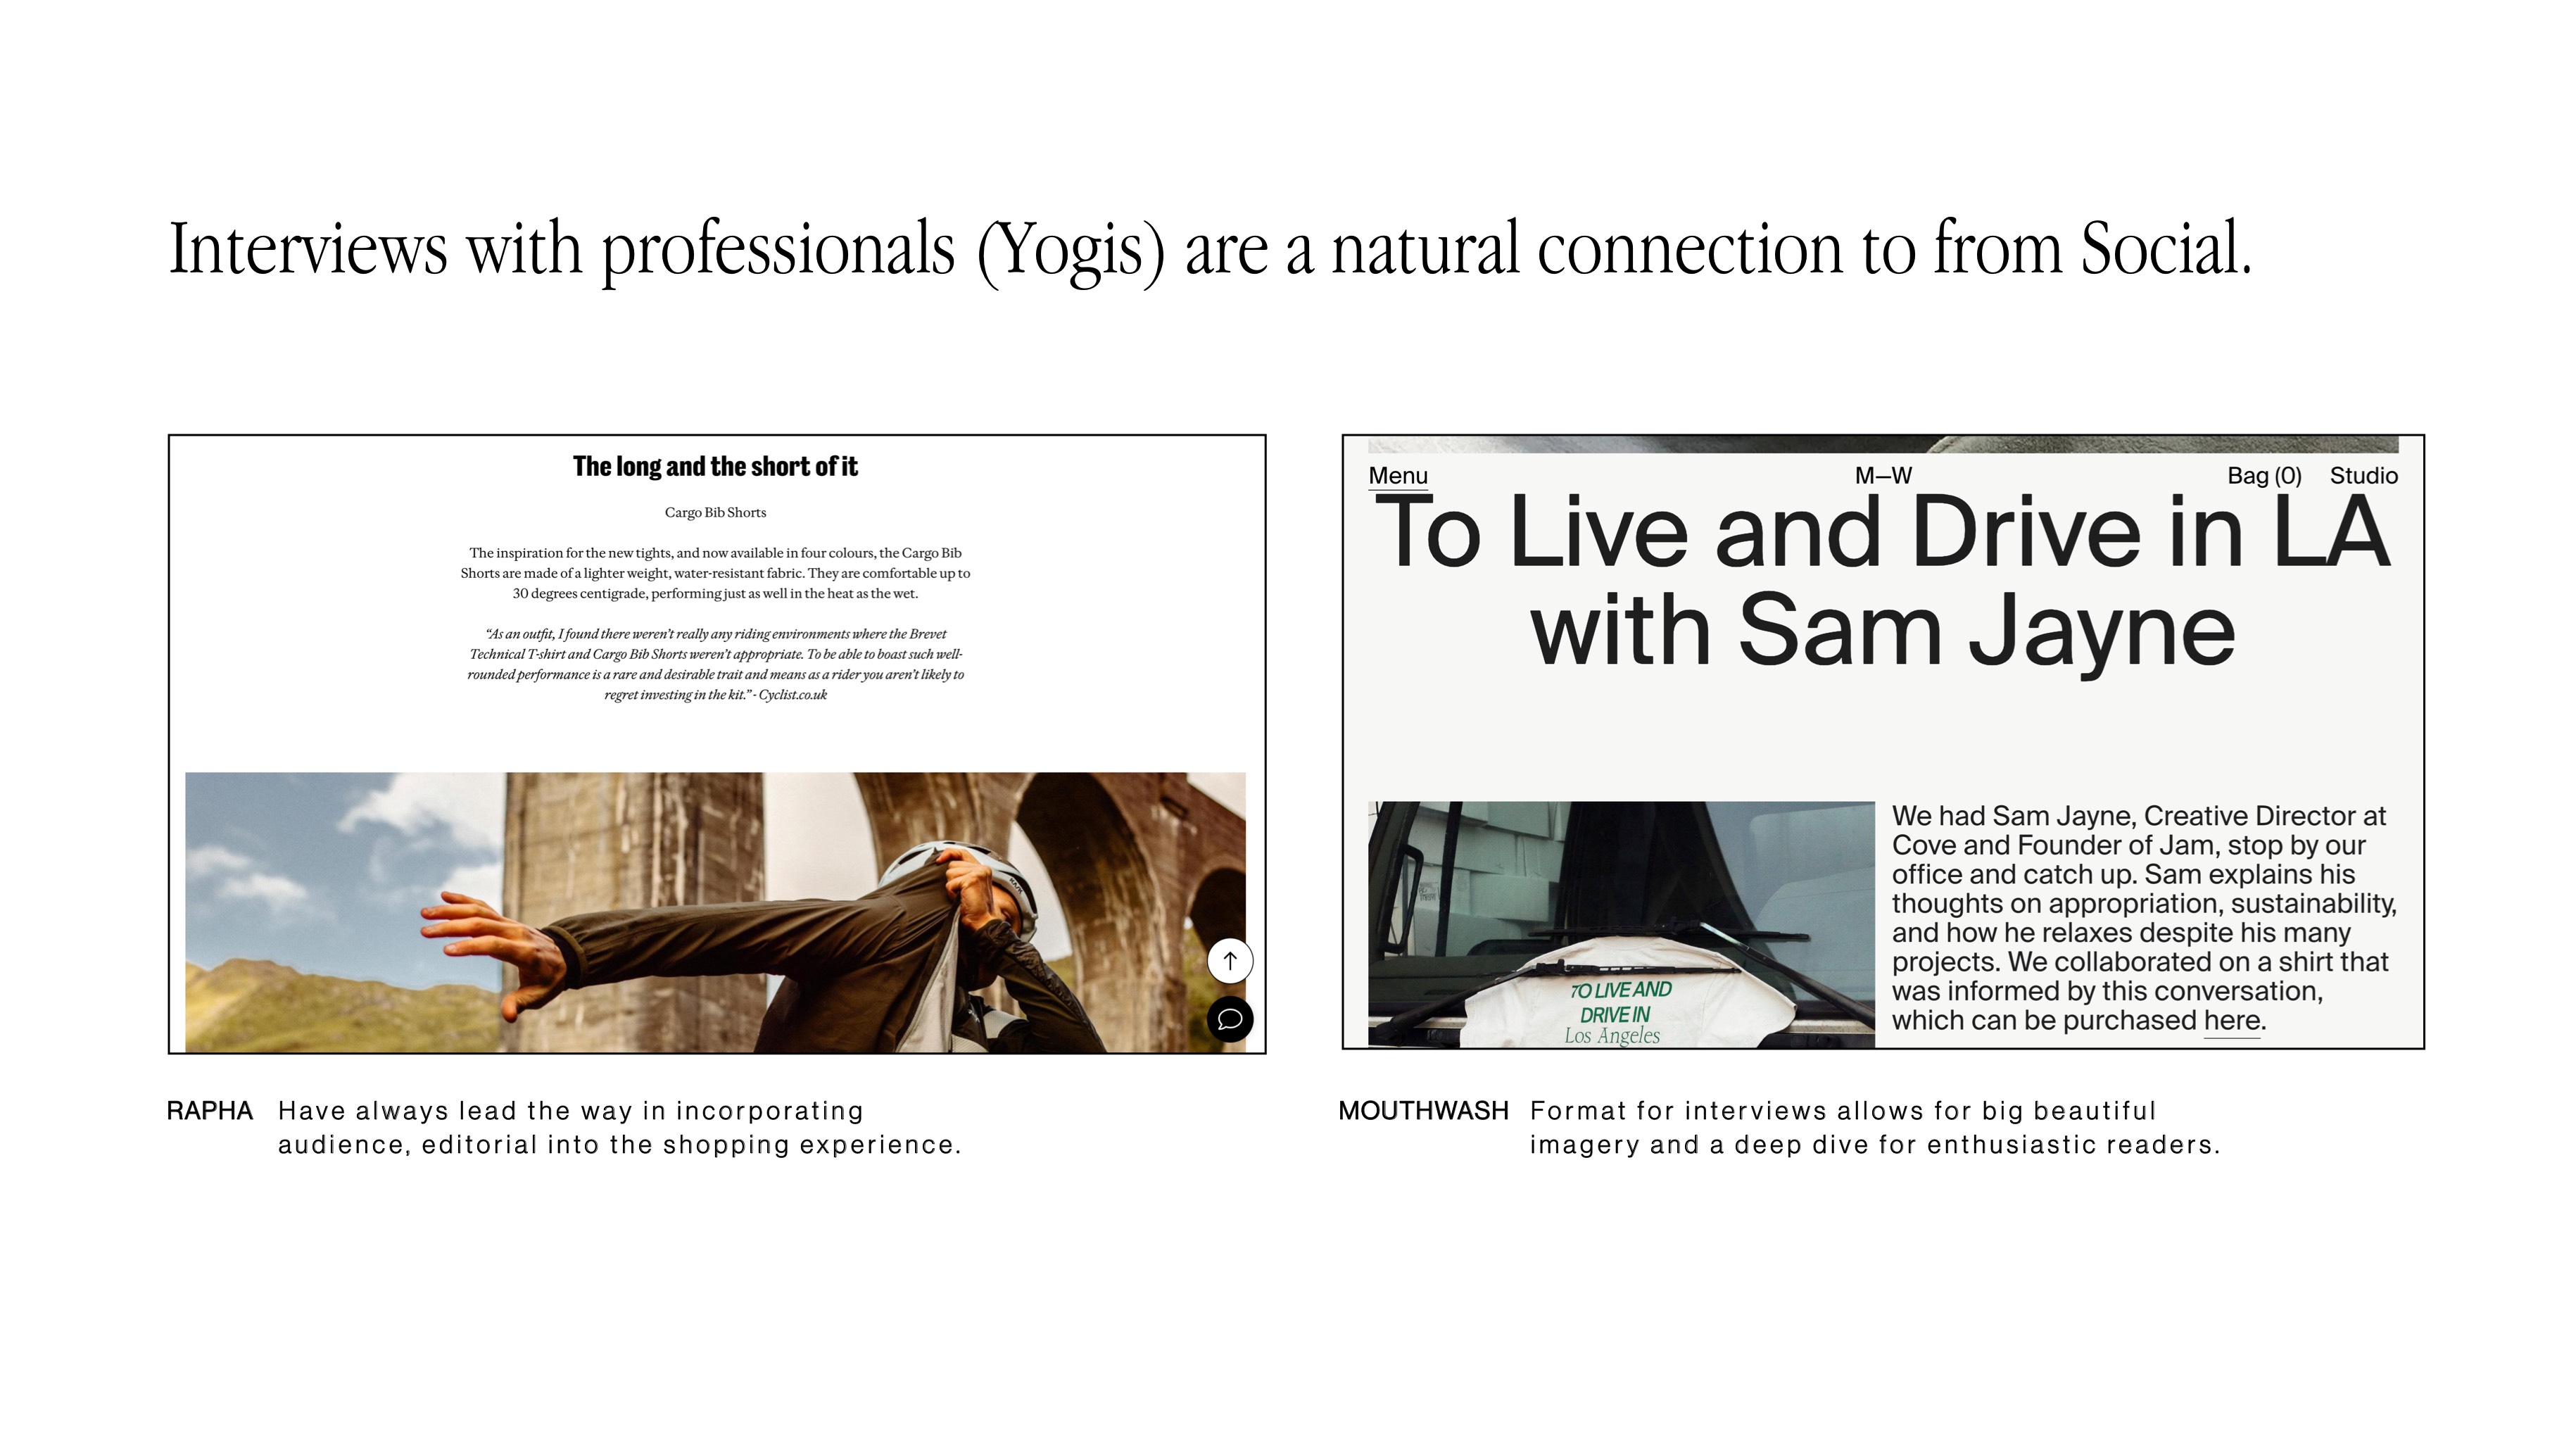 Interviews with professionals (Yogis) are a natural connection to from Social.
The long and the short of it
Cargo Bib Shorts
The inspiration for the new tights, and now available in four colours, the Cargo Bib
Shorts are made of a lighter weight, water-resistant fabric. They are comfortable up to
30 degrees centigrade, performing just as well in the heat as the wet.
“As an outfit, I found there weren’t really any riding environments where the Brevet
Technical T-shirt and Cargo Bib Shorts weren’t appropriate. To be able to boast such well-
rounded performance is a rare and desirable trait and means as a rider you aren’t likely to
regret investing in the kit.” - Cyclist.co.uk
RAPHA Have always lead the way in incorporating
audience, editorial into the shopping experience.
Menu M—W Bag (0) Studio
To Live and Drive in LA
with Sam Jayne
TO LIVE AND
DRIVE IN
Los Angeles
We had Sam Jayne, Creative Director at
Cove and Founder of Jam, stop by our
office and catch up. Sam explains his
thoughts on appropriation, sustainability,
and how he relaxes despite his many
projects. We collaborated on a shirt that
was informed by this conversation,
which can be purchased here.
MOUTHWASH Format for interviews allows for big beautiful
imagery and a deep dive for enthusiastic readers.